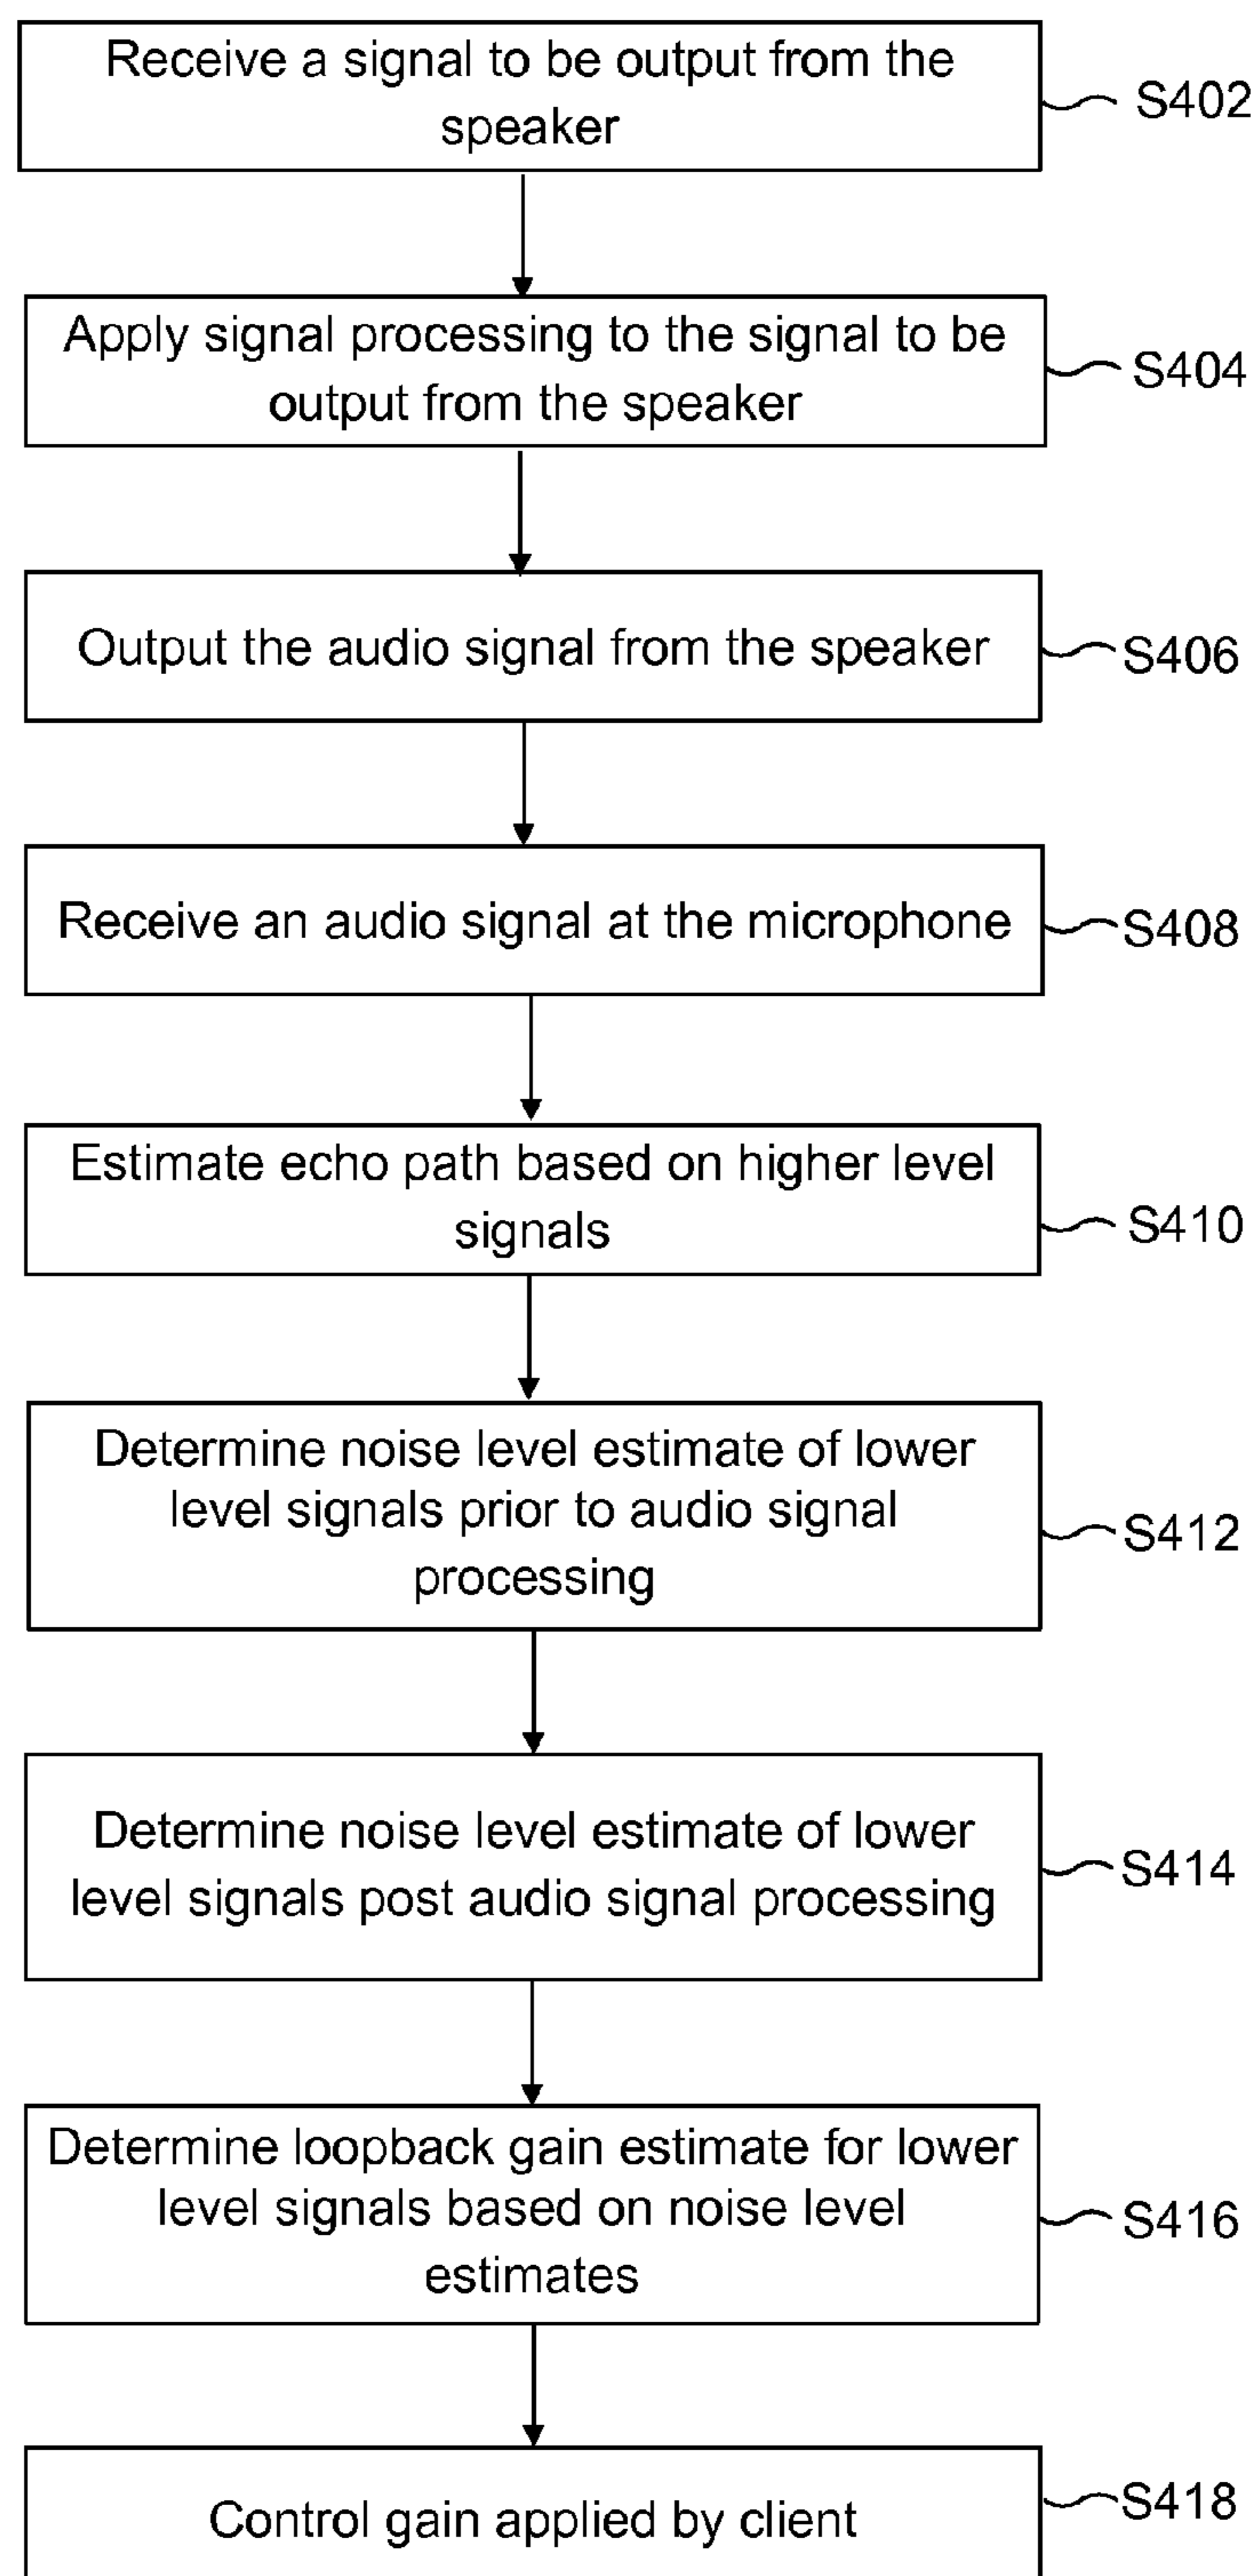 Receive a signal to be output from the
speaker
S402
Apply signal processing to the signal to be
output from the speaker
S404
Output the audio signal from the speaker
S406
Receive an audio signal at the microphone
S408
Estimate echo path based on higher level
signals
S410
Determine noise level estimate of lower
level signals prior to audio signal
processing
S412
Determine noise level estimate of lower
level signals post audio signal processing
S414
Determine loopback gain estimate for lower
level signals based on noise level
estimates
S416
Control gain applied by client
S418